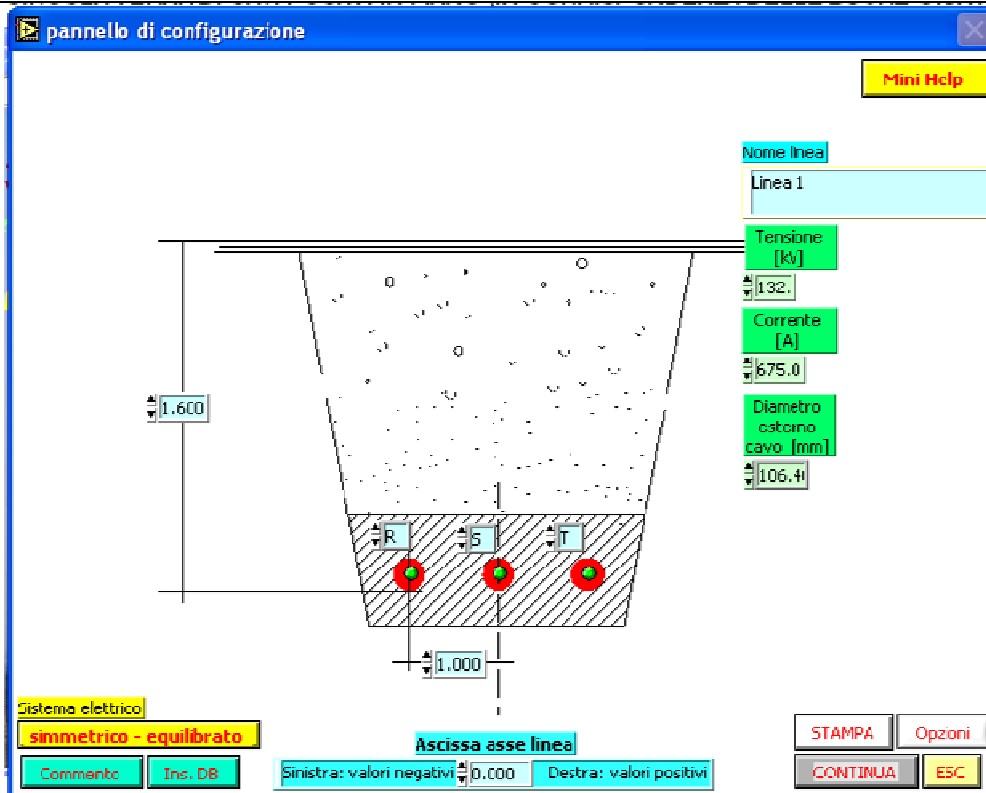 pannello di configurazione
Mini Help
Nome linea
Linea 1
Tensione
[kV]
132.
Corrente
[A]
675.0
Diametro
esterno
cavo [mm]
106.4
1.600
R
S
T
1.000
Sistema elettrico
simmetrico - equilibrato
Commento
Ins. DB
Ascissa asse linea
Sinistra: valori negativi
0.000
Destra: valori positivi
STAMPA
Opzoni
CONTINUA
ESC